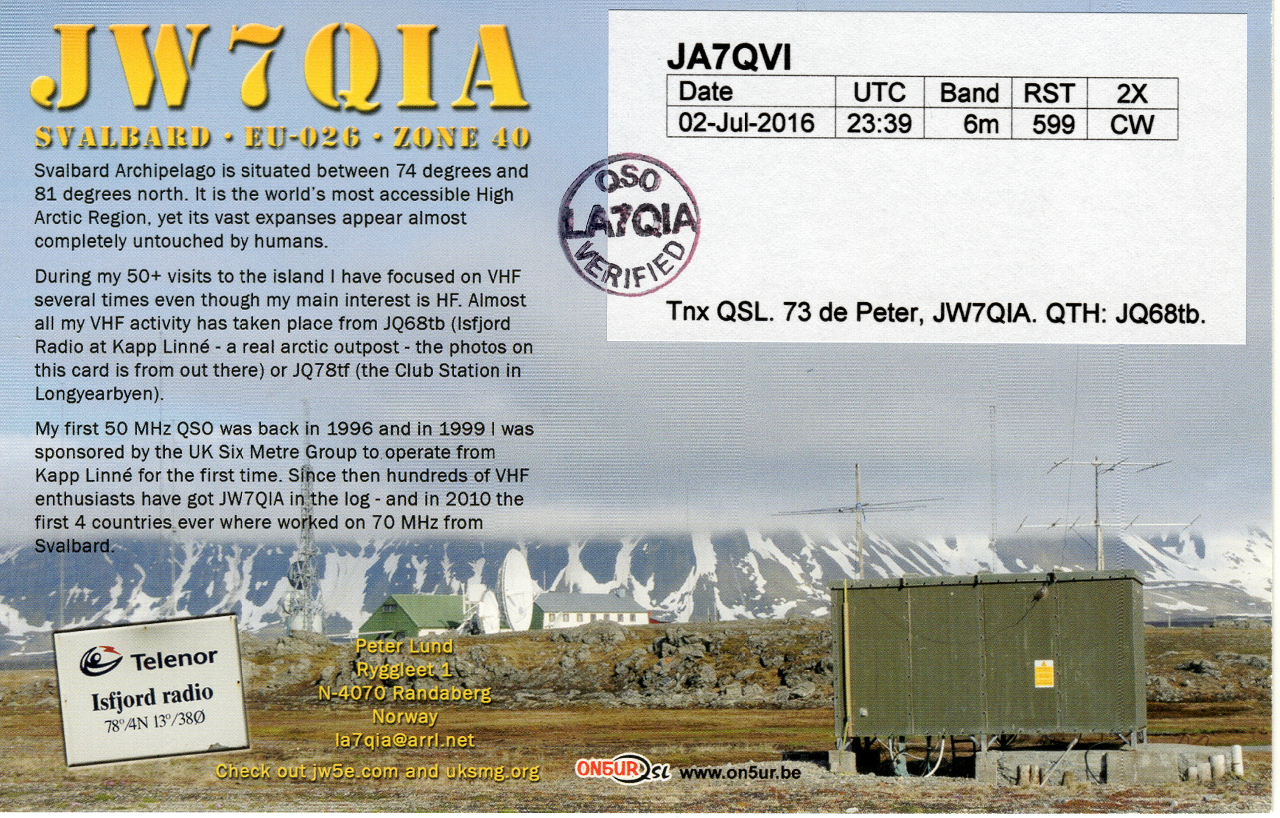 JW7QIA
SVALBARD · EU-026 · ZONE 40
Svalbard Archipelago is situated between 74 degrees and
81 degrees north. It is the world's most accessible High
Arctic Region, yet its vast expanses appear almost
completely untouched by humans.
During my 50+ visits to the island I have focused on VHF
several times even though my main interest is HF. Almost
all my VHF activity has taken place from JQ68tb (Isfjord
Radio at Kapp Linné - a real arctic outpost - the photos on
this card is from out there) or JQ78tf (the Club Station in
Longyearbyen).
My first 50 MHz QSO was back in 1996 and in 1999 I was
sponsored by the UK Six Metre Group to operate from
Kapp Linné for the first time. Since then hundreds of VHF
enthusiasts have got JW7QIA in the log - and in 2010 the
first 4 countries ever where worked on 70 MHz from
Svalbard.
JA7QVI
Date UTC Band RST 2X
02-Jul-2016 23:39 6m 599 CW
QSO
LA7QIA
VERIFIED
Tnx QSL. 73 de Peter, JW7QIA. QTH: JQ68tb.
Telenor
Isfjord radio
78°/4N 13°/38Ø
Peter Lund
Ryggleet 1
N-4070 Randaberg
Norway
la7qia@arrl.net
Check out jw5e.com and uksmg.org
ON5UR QSL www.on5ur.be